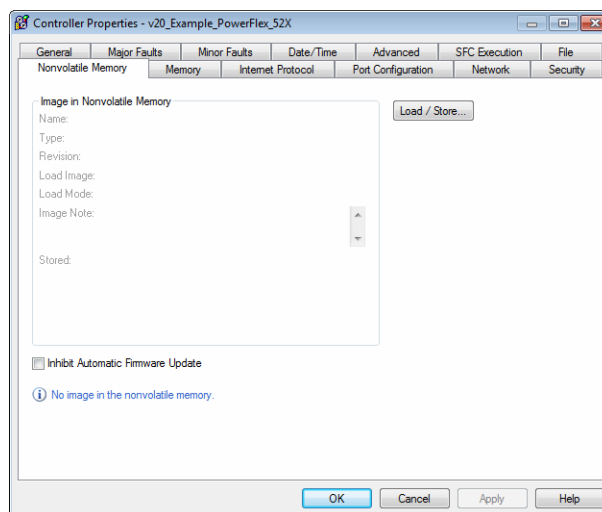 Controller Properties - v20_Example_PowerFlex_52X
General Major Faults Minor Faults Date/Time Advanced SFC Execution File
Nonvolatile Memory Memory Internet Protocol Port Configuration Network Security
Image in Nonvolatile Memory
Load / Store...
Name:
Type:
Revision:
Load Image:
Load Mode:
Image Note:
Stored:
Inhibit Automatic Firmware Update
No image in the nonvolatile memory.
OK Cancel Apply Help